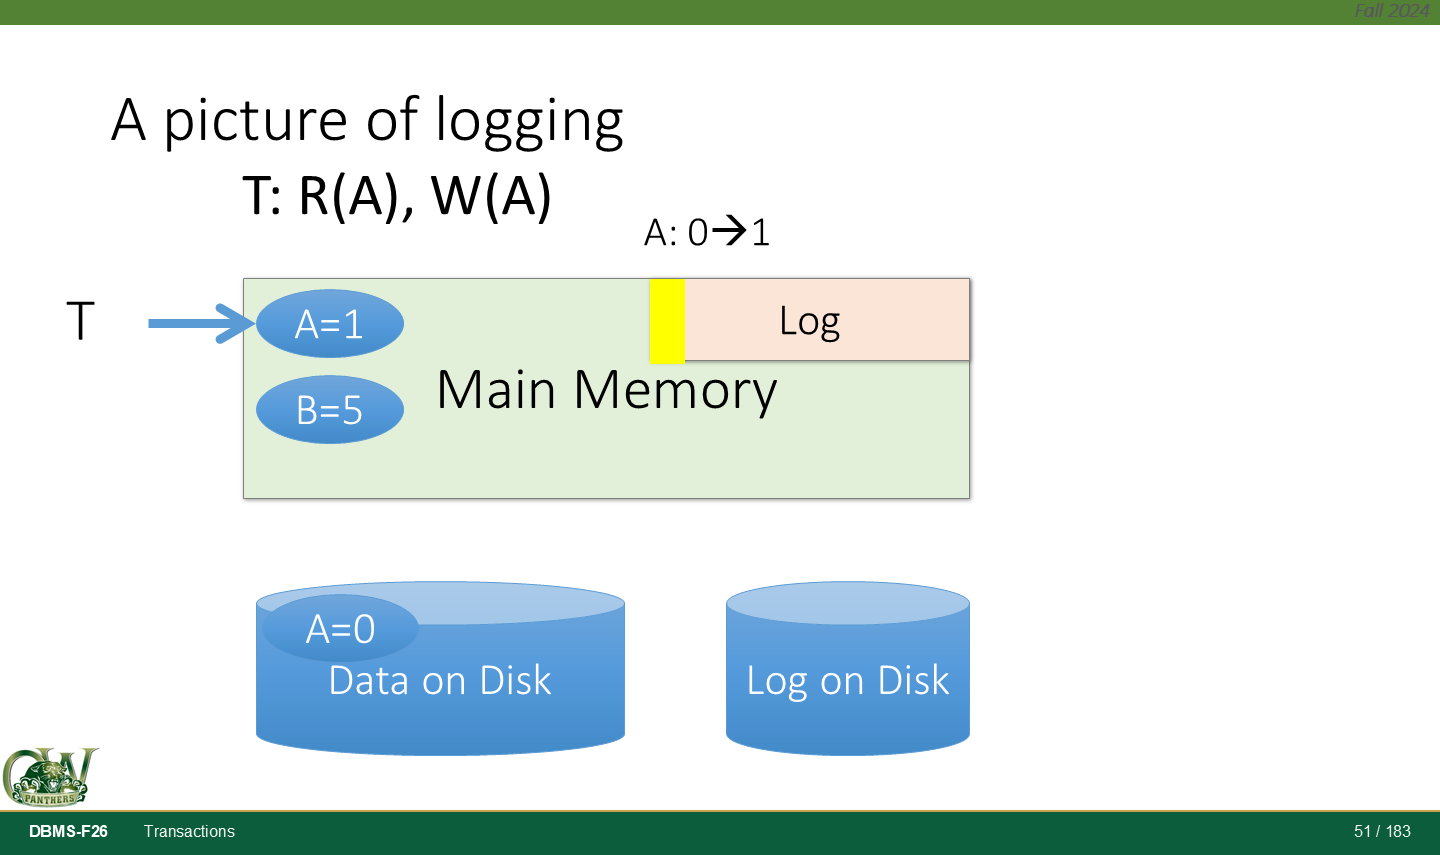 Fall 2024
A picture of logging
T: R(A), W(A)
A: 0→1
T
A=1
Log
Main Memory
B=5
A=0
Data on Disk
Log on Disk
OW
PANTHERS
DBMS-F26 Transactions 51 / 183